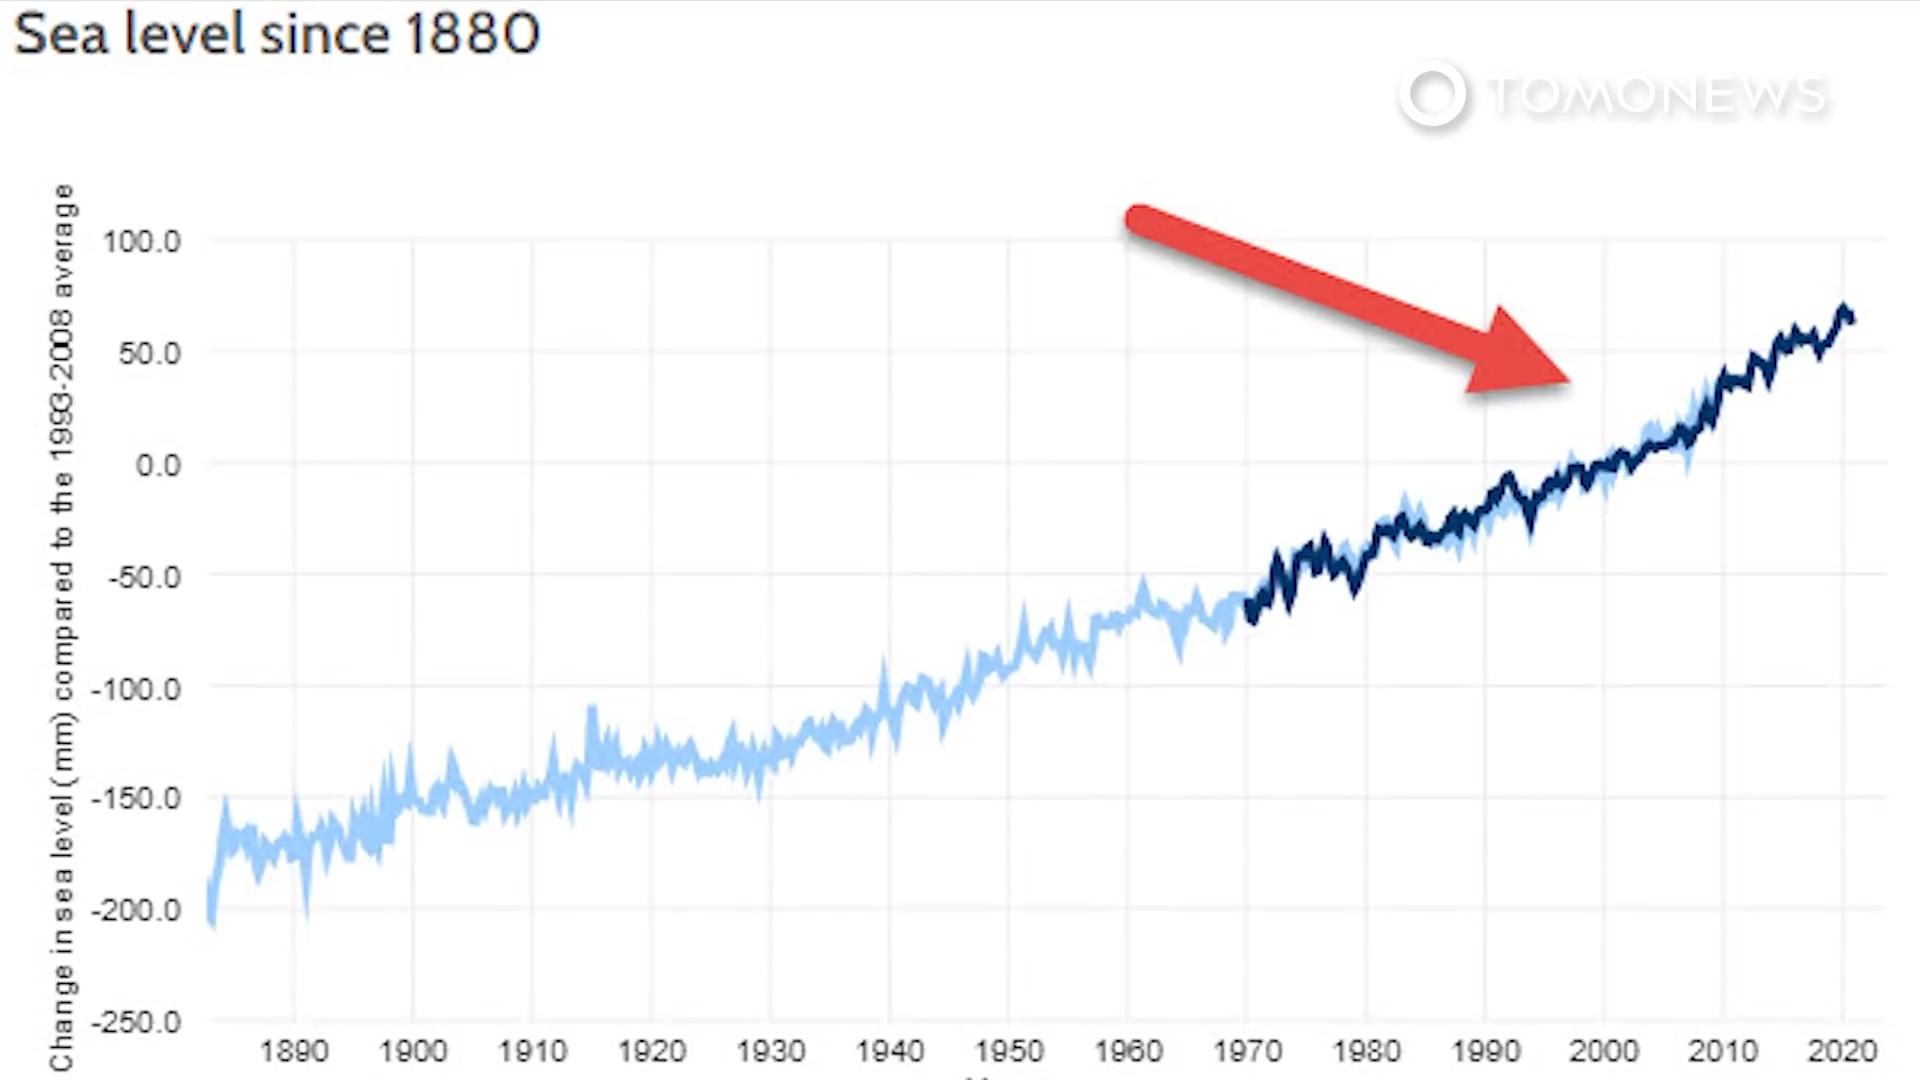 Sea level since 1880
TOMONEWS
Change in sea level (mm) compared to the 1993-2008 average
100.0
50.0
0.0
-50.0
-100.0
-150.0
-200.0
-250.0
1890 1900 1910 1920 1930 1940 1950 1960 1970 1980 1990 2000 2010 2020